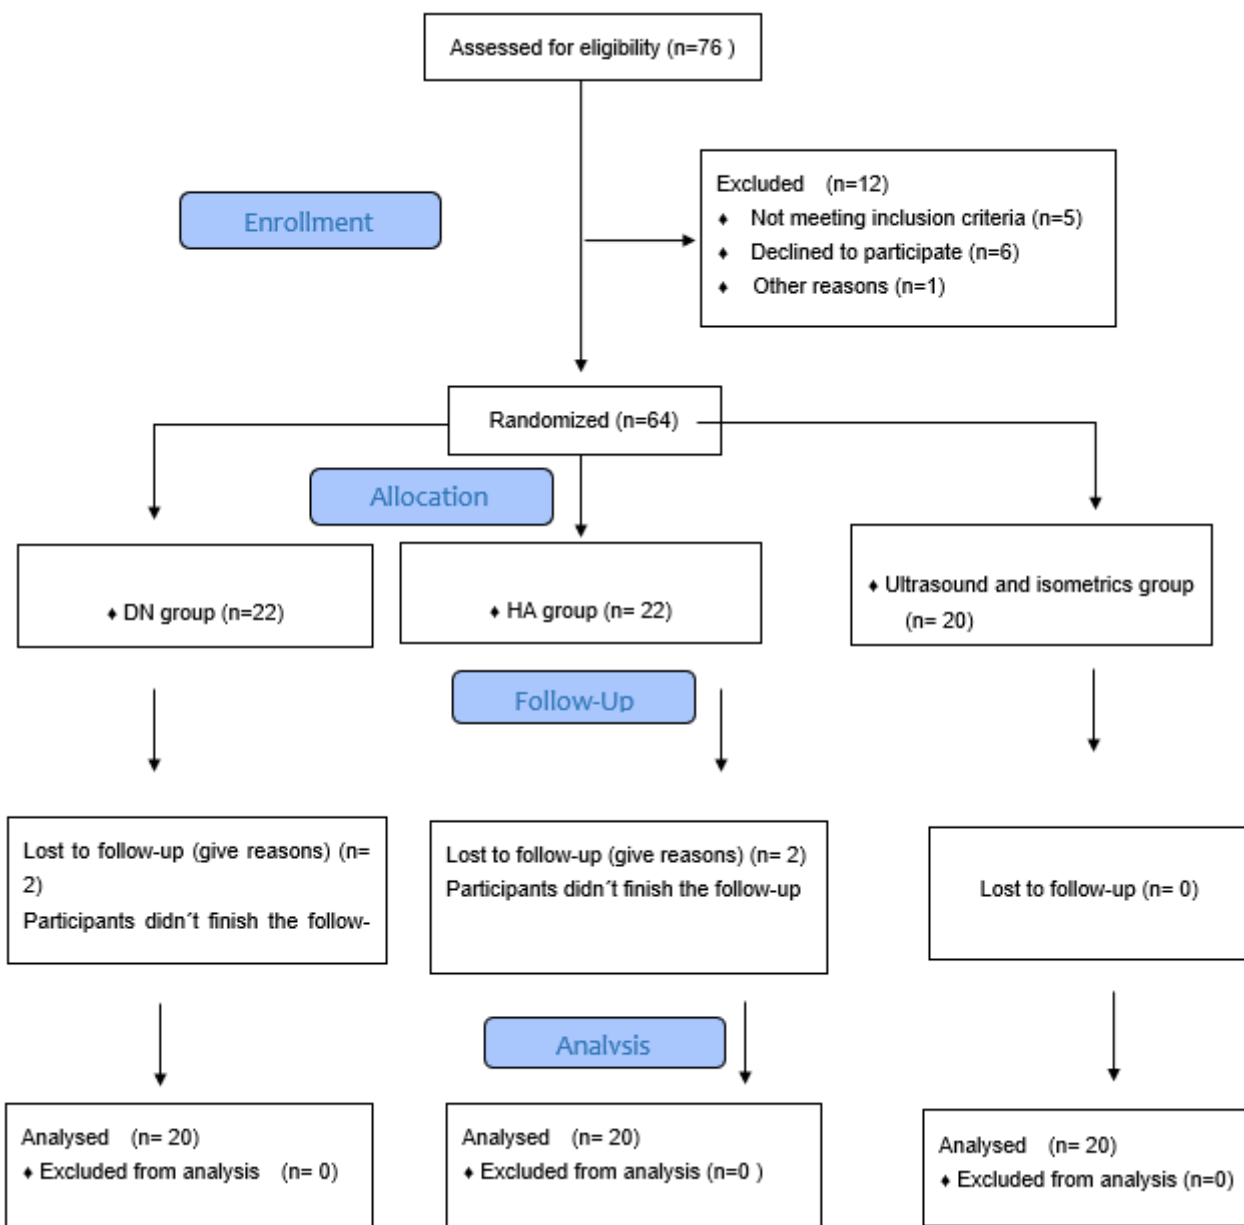 Assessed for eligibility (n=76 )
Enrollment
Excluded (n=12)
♦ Not meeting inclusion criteria (n=5)
♦ Declined to participate (n=6)
♦ Other reasons (n=1)
Randomized (n=64)
Allocation
♦ DN group (n=22)
♦ HA group (n= 22)
♦ Ultrasound and isometrics group
(n= 20)
Follow-Up
Lost to follow-up (give reasons) (n=
2)
Participants didn´t finish the follow-
Lost to follow-up (give reasons) (n= 2)
Participants didn´t finish the follow-up
Lost to follow-up (n= 0)
Analysis
Analysed (n= 20)
♦ Excluded from analysis (n= 0)
Analysed (n= 20)
♦ Excluded from analysis (n=0 )
Analysed (n= 20)
♦ Excluded from analysis (n=0)